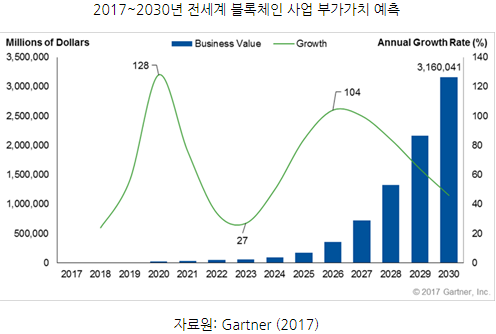 2017~2030년 전세계 블록체인 사업 부가가치 예측
Millions of Dollars
Business Value
Growth
Annual Growth Rate (%)
3,500,000
3,000,000
2,500,000
2,000,000
1,500,000
1,000,000
500,000
0
128
27
104
3,160,041
140
120
100
80
60
40
20
0
2017 2018 2019 2020 2021 2022 2023 2024 2025 2026 2027 2028 2029 2030
© 2017 Gartner, Inc.
자료원: Gartner (2017)